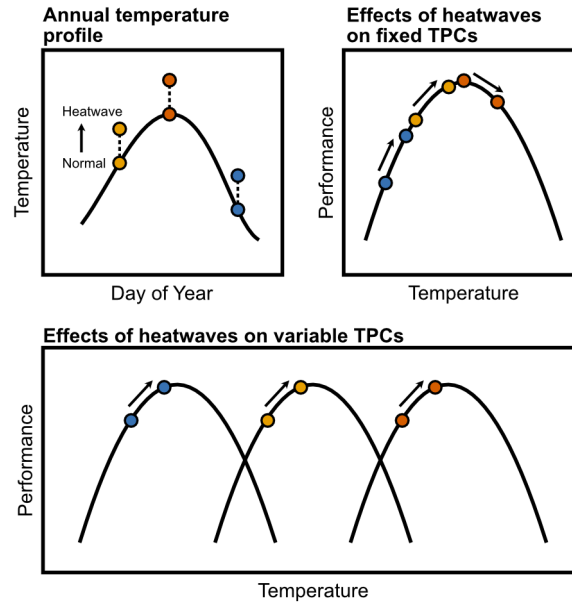 Annual temperature
profile
Temperature
Heatwave
Normal
Day of Year
Effects of heatwaves
on fixed TPCs
Performance
Temperature
Effects of heatwaves on variable TPCs
Performance
Temperature